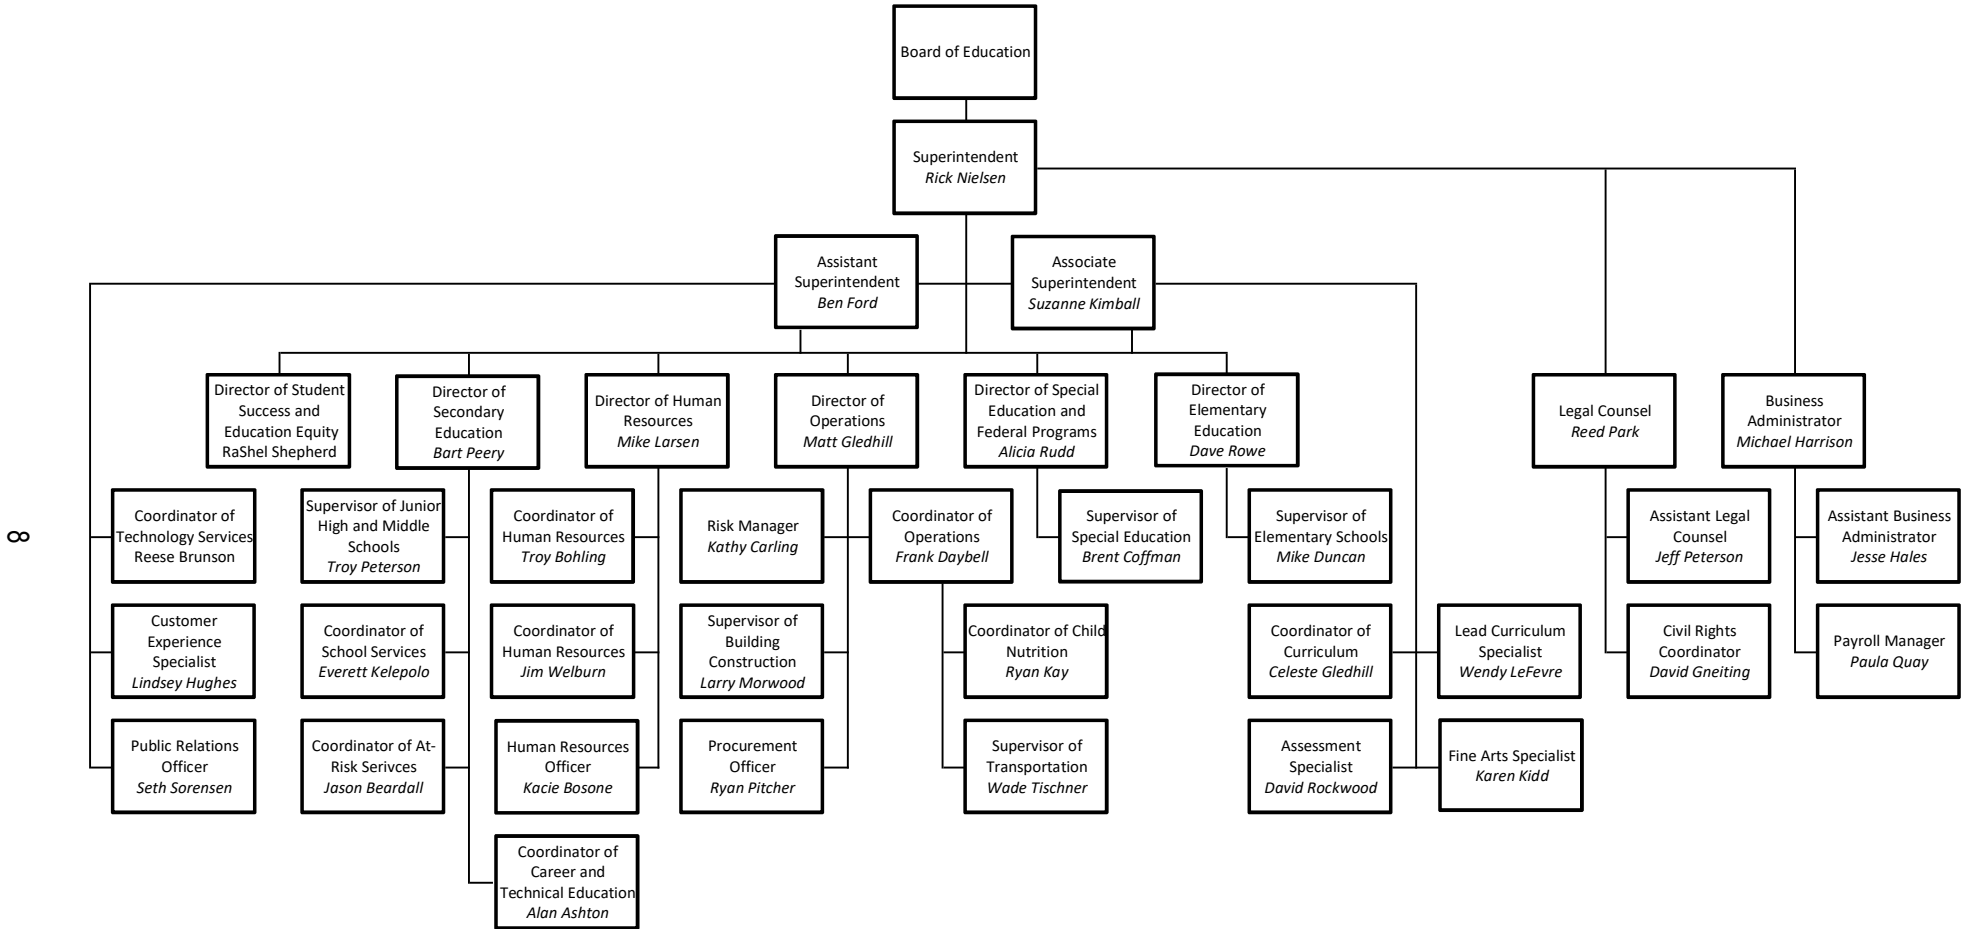 Board of Education
Superintendent
Rick Nielsen
Assistant
Superintendent
Ben Ford
Associate
Superintendent
Suzanne Kimball
Director of Student
Success and
Education Equity
RaShel Shepherd
Director of
Secondary
Education
Bart Peery
Director of Human
Resources
Mike Larsen
Director of
Operations
Matt Gledhill
Director of Special
Education and
Federal Programs
Alicia Rudd
Director of
Elementary
Education
Dave Rowe
Legal Counsel
Reed Park
Business
Administrator
Michael Harrison
Coordinator of
Technology Services
Reese Brunson
Supervisor of Junior
High and Middle
Schools
Troy Peterson
Coordinator of
Human Resources
Troy Bohling
Risk Manager
Kathy Carling
Coordinator of
Operations
Frank Daybell
Supervisor of
Special Education
Brent Coffman
Supervisor of
Elementary Schools
Mike Duncan
Assistant Legal
Counsel
Jeff Peterson
Assistant Business
Administrator
Jesse Hales
8
Customer
Experience
Specialist
Lindsey Hughes
Coordinator of
School Services
Everett Kelepolo
Coordinator of
Human Resources
Jim Welburn
Supervisor of
Building
Construction
Larry Morwood
Coordinator of Child
Nutrition
Ryan Kay
Coordinator of
Curriculum
Celeste Gledhill
Lead Curriculum
Specialist
Wendy LeFevre
Civil Rights
Coordinator
David Gneiting
Payroll Manager
Paula Quay
Public Relations
Officer
Seth Sorensen
Coordinator of At-
Risk Serivces
Jason Beardall
Human Resources
Officer
Kacie Bosone
Procurement
Officer
Ryan Pitcher
Supervisor of
Transportation
Wade Tischner
Assessment
Specialist
David Rockwood
Fine Arts Specialist
Karen Kidd
Coordinator of
Career and
Technical Education
Alan Ashton